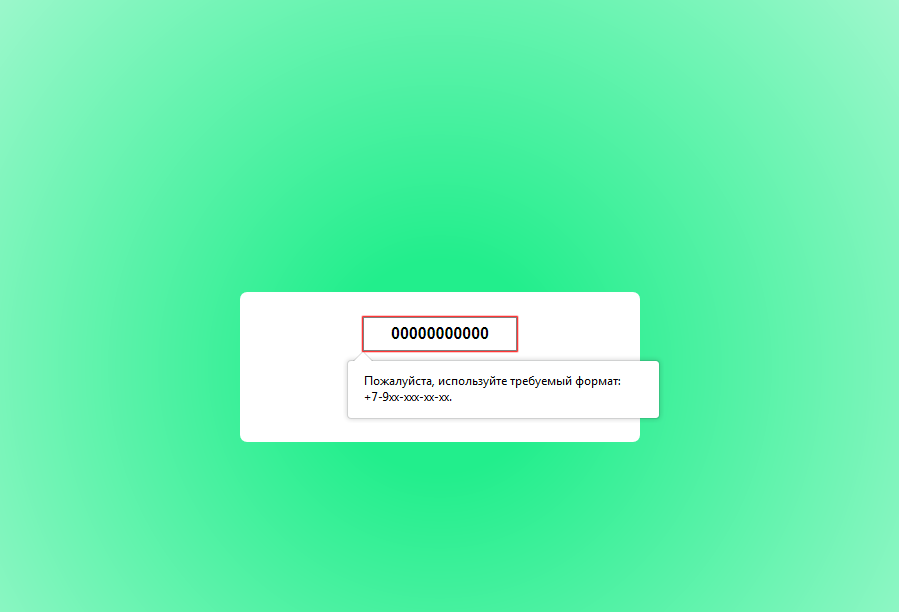 00000000000
Пожалуйста, используйте требуемый формат:
+7-9xx-xxx-xx-xx.